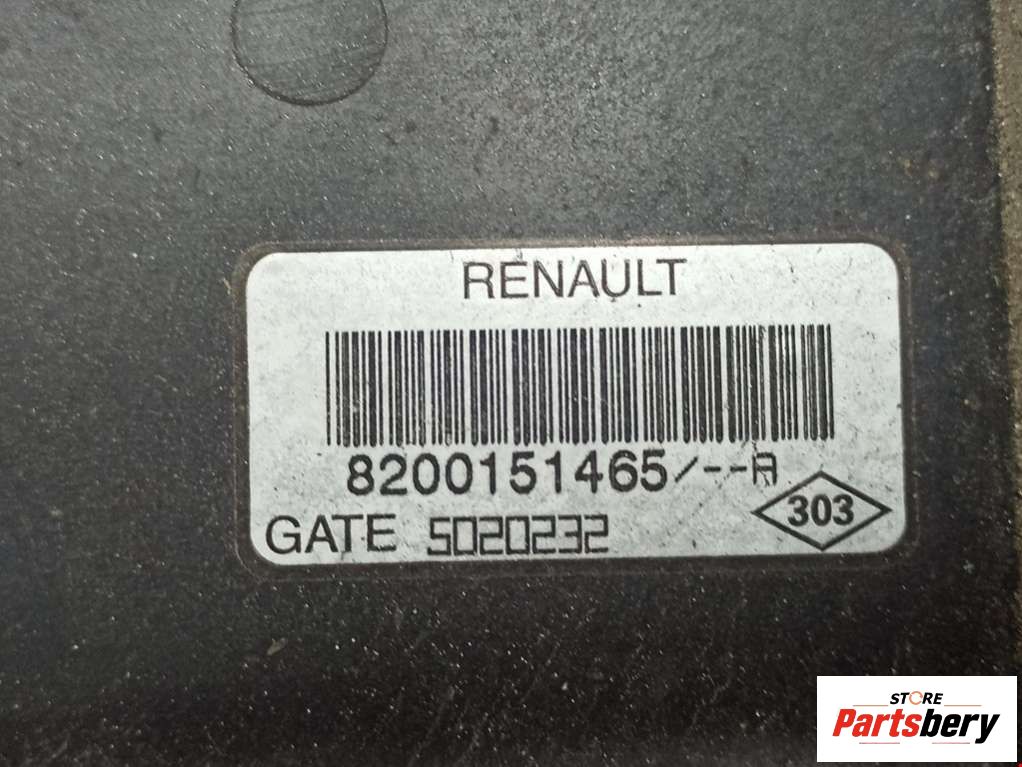 RENAULT
8200151465/--A
303
GATE 5020232
STORE
Partsbery